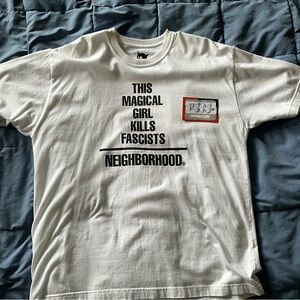 THIS
MAGICAL
GIRL
KILLS
FASCISTS
NEIGHBORHOOD®